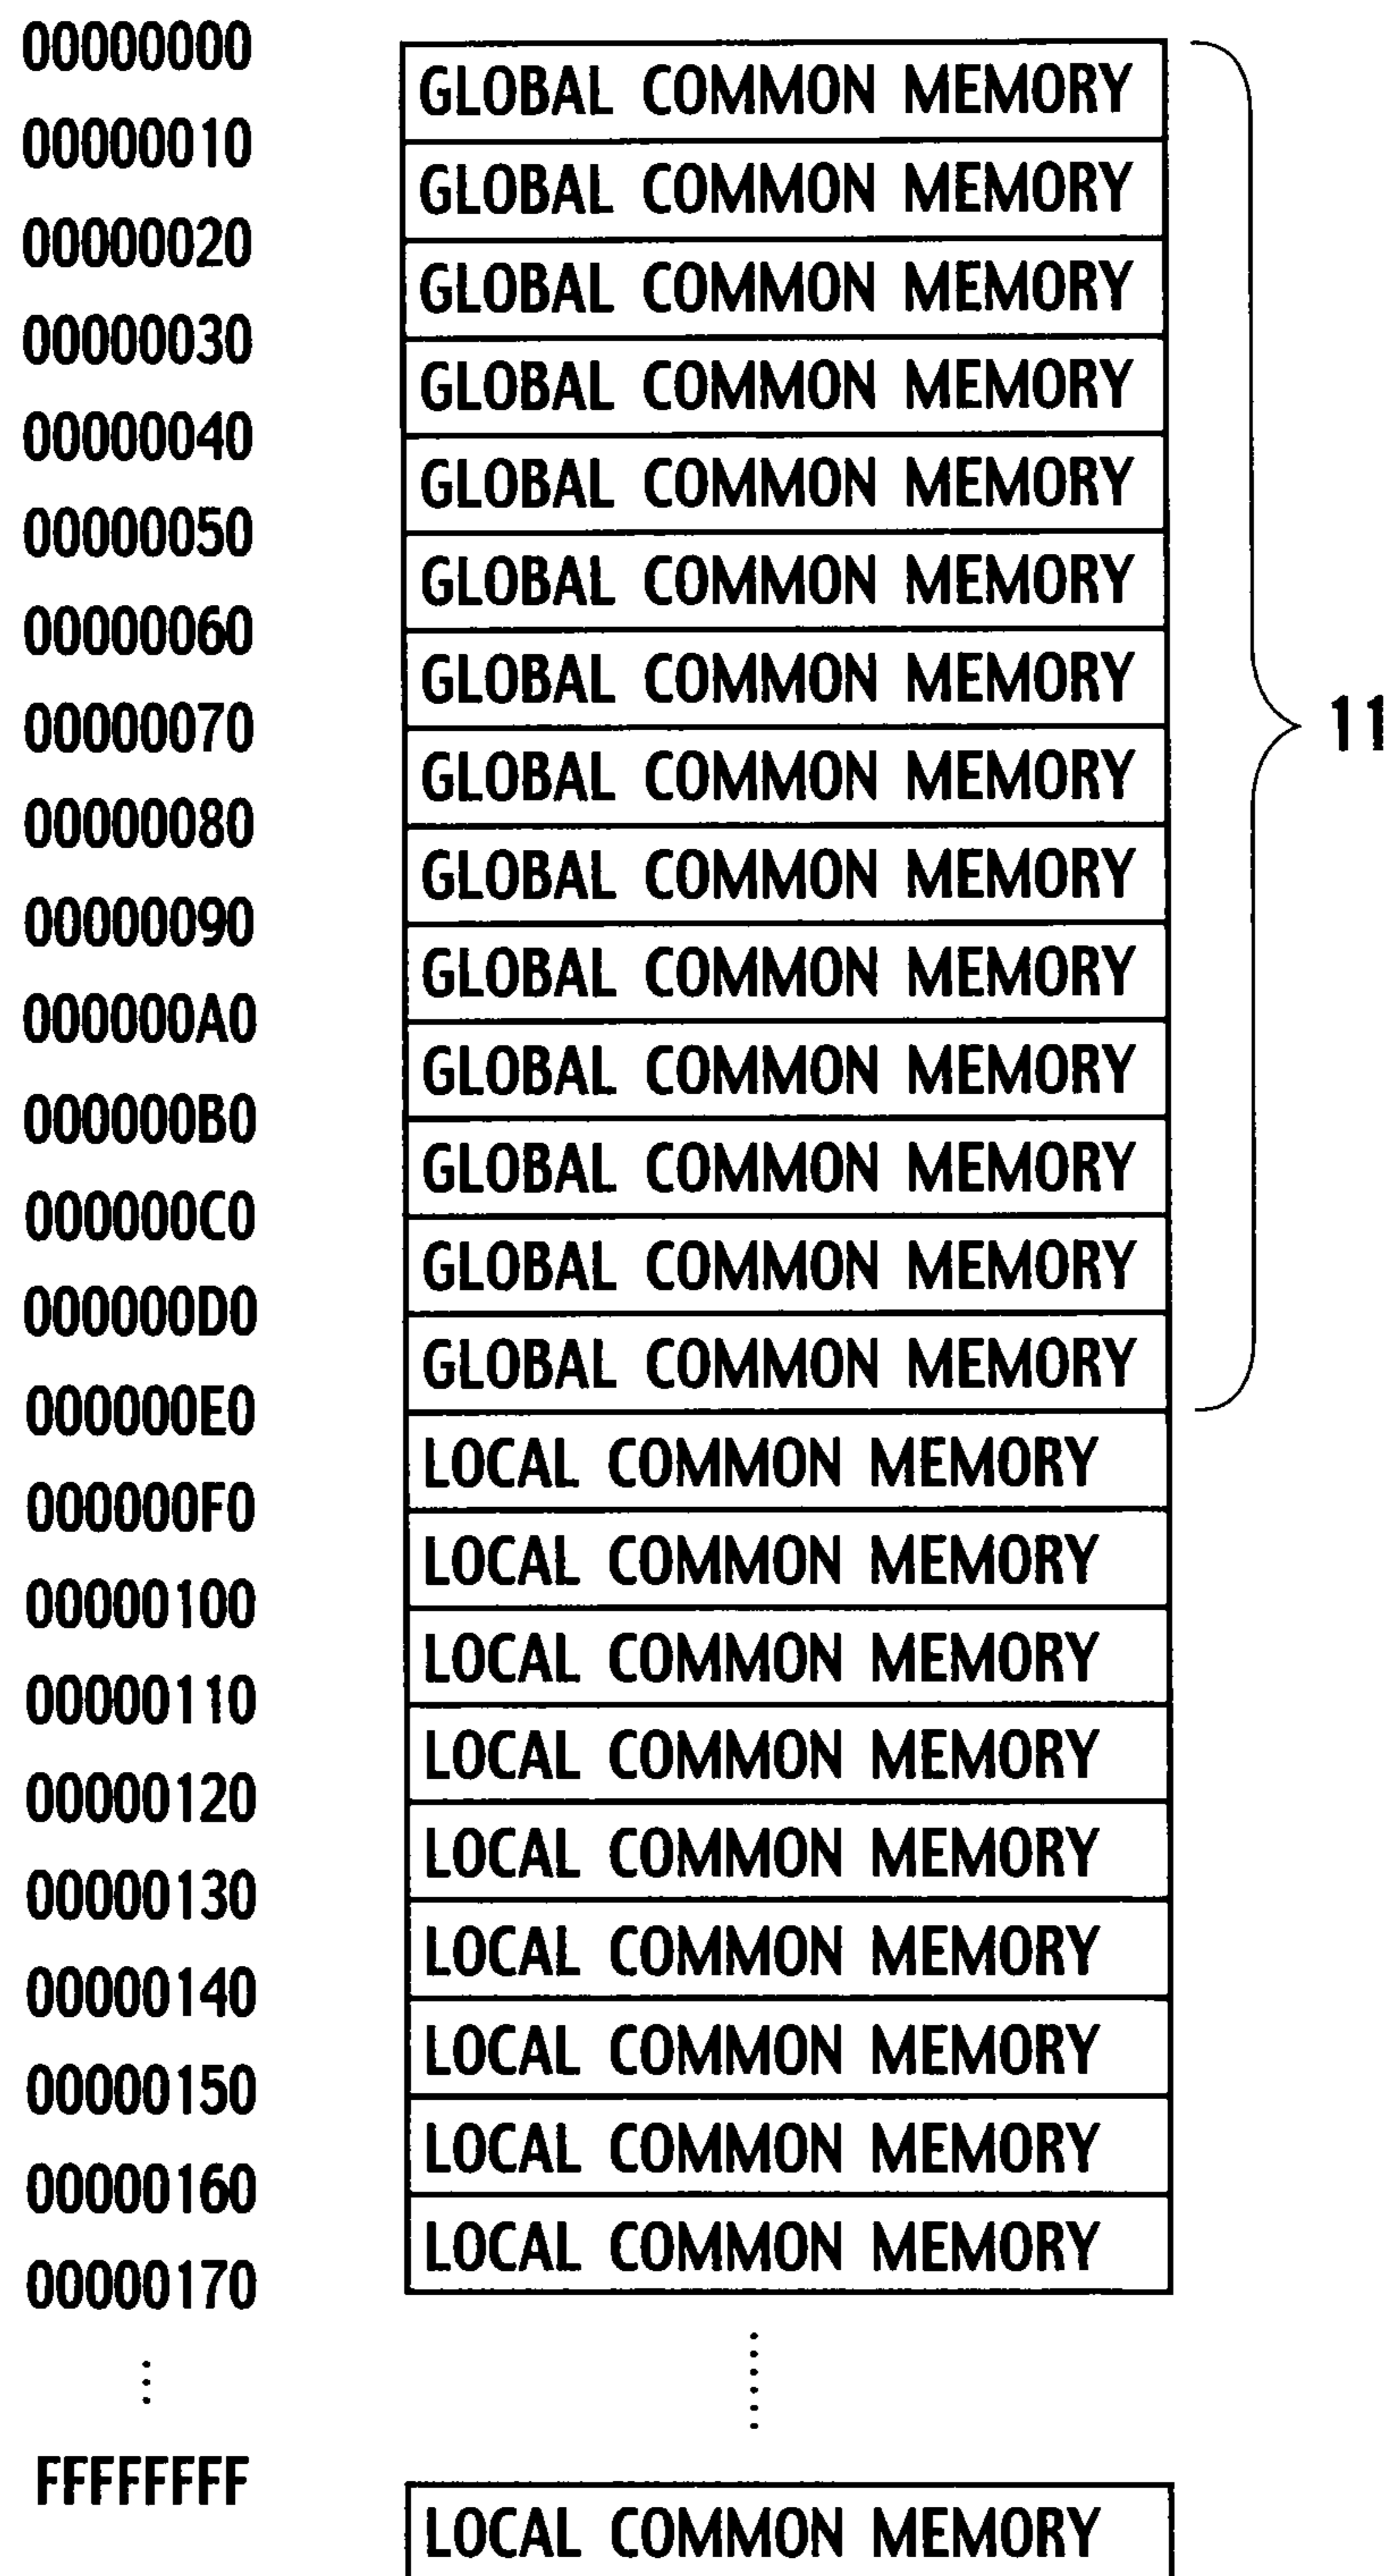 00000000
GLOBAL COMMON MEMORY
00000010
GLOBAL COMMON MEMORY
00000020
GLOBAL COMMON MEMORY
00000030
GLOBAL COMMON MEMORY
00000040
GLOBAL COMMON MEMORY
00000050
GLOBAL COMMON MEMORY
00000060
GLOBAL COMMON MEMORY
00000070
11
GLOBAL COMMON MEMORY
00000080
GLOBAL COMMON MEMORY
00000090
GLOBAL COMMON MEMORY
000000A0
GLOBAL COMMON MEMORY
000000B0
GLOBAL COMMON MEMORY
000000C0
GLOBAL COMMON MEMORY
000000D0
GLOBAL COMMON MEMORY
000000E0
LOCAL COMMON MEMORY
000000F0
LOCAL COMMON MEMORY
00000100
LOCAL COMMON MEMORY
00000110
LOCAL COMMON MEMORY
00000120
LOCAL COMMON MEMORY
00000130
LOCAL COMMON MEMORY
00000140
LOCAL COMMON MEMORY
00000150
LOCAL COMMON MEMORY
00000160
LOCAL COMMON MEMORY
00000170
FFFFFFFF
LOCAL COMMON MEMORY